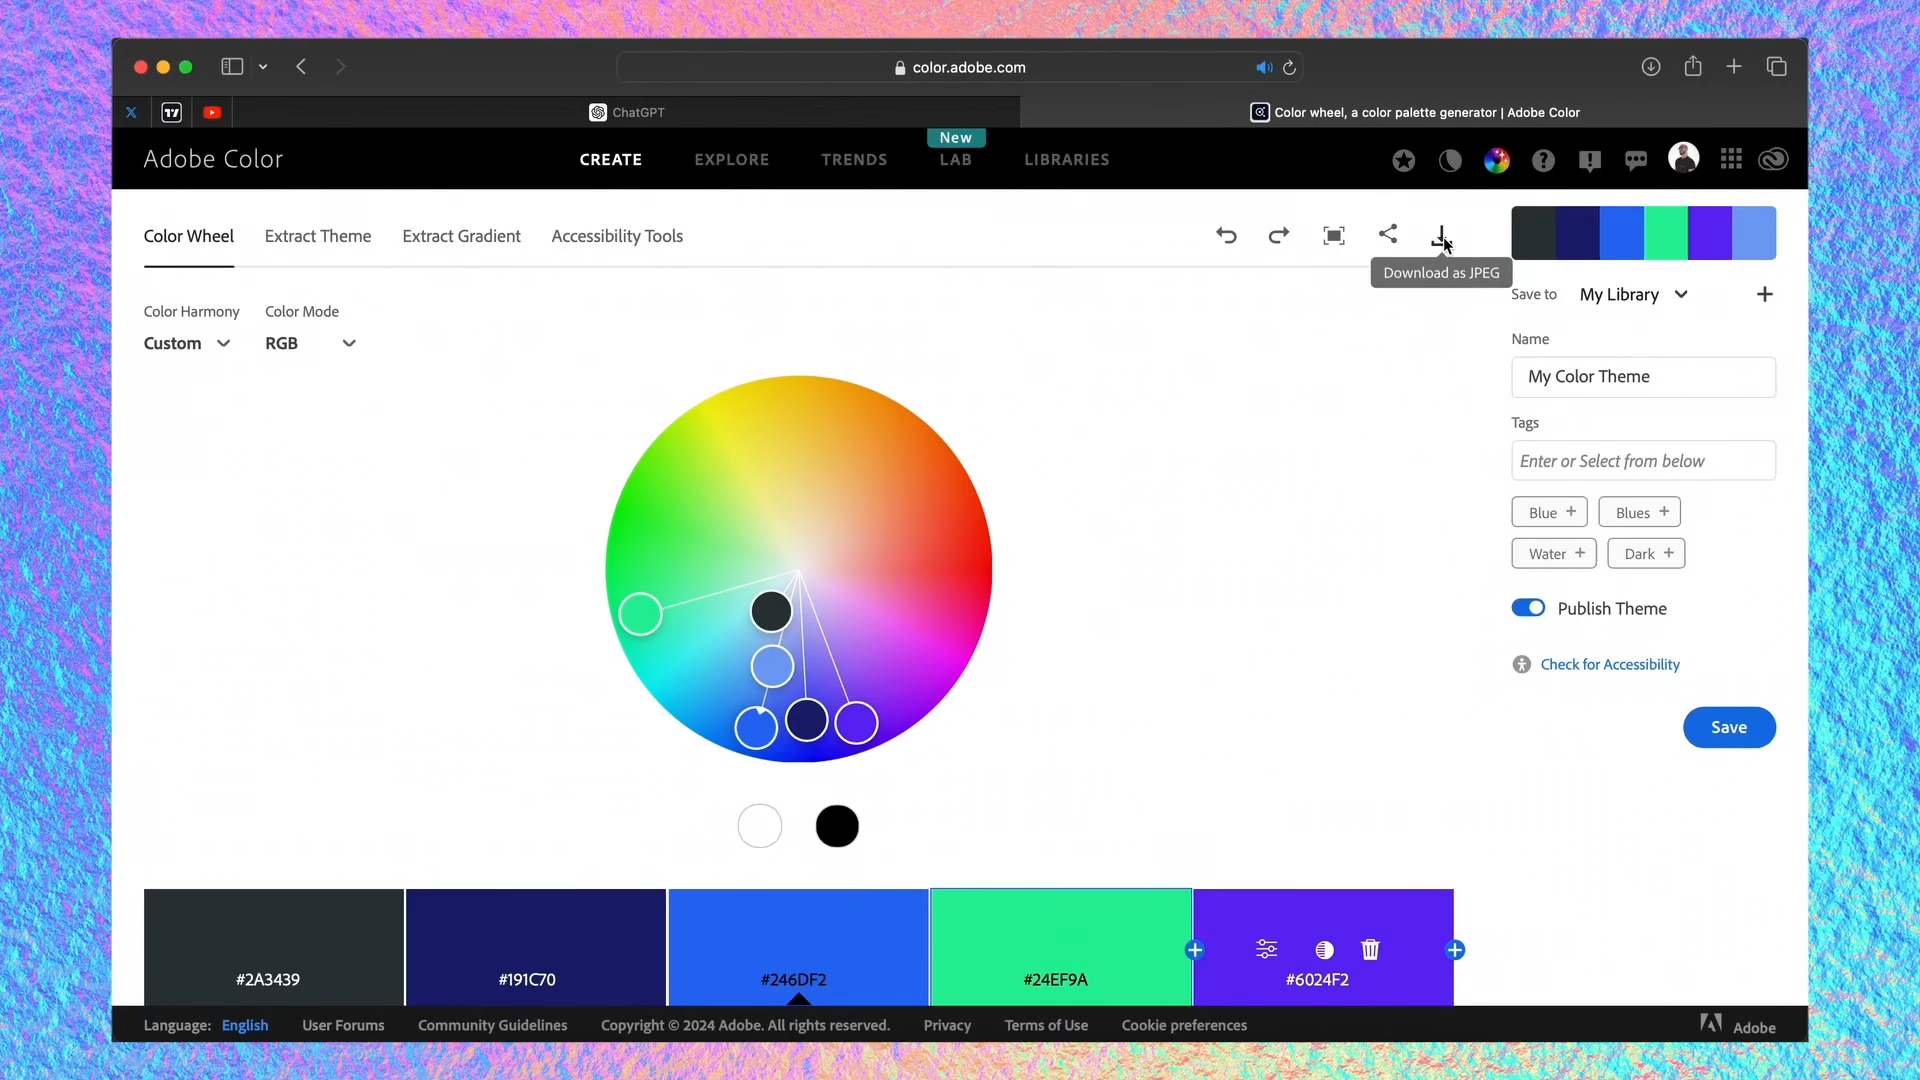 color.adobe.com
ChatGPT
Color wheel, a color palette generator | Adobe Color
Adobe Color
CREATE
EXPLORE
TRENDS
New
LAB
LIBRARIES
Color Wheel
Extract Theme
Extract Gradient
Accessibility Tools
Download as JPEG
Color Harmony
Color Mode
Custom
RGB
Save to
My Library
Name
My Color Theme
Tags
Enter or Select from below
Blue +
Blues +
Water +
Dark +
Publish Theme
Check for Accessibility
Save
#2A3439
#191C70
#246DF2
#24EF9A
#6024F2
Language: English
User Forums
Community Guidelines
Copyright © 2024 Adobe. All rights reserved.
Privacy
Terms of Use
Cookie preferences
Adobe